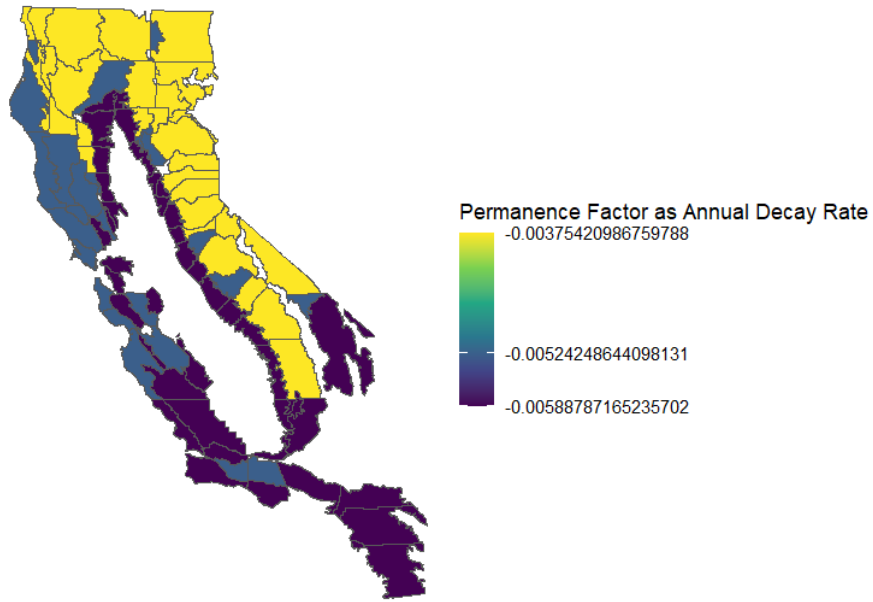 Permanence Factor as Annual Decay Rate
-0.00375420986759788
-0.00524248644098131
-0.00588787165235702